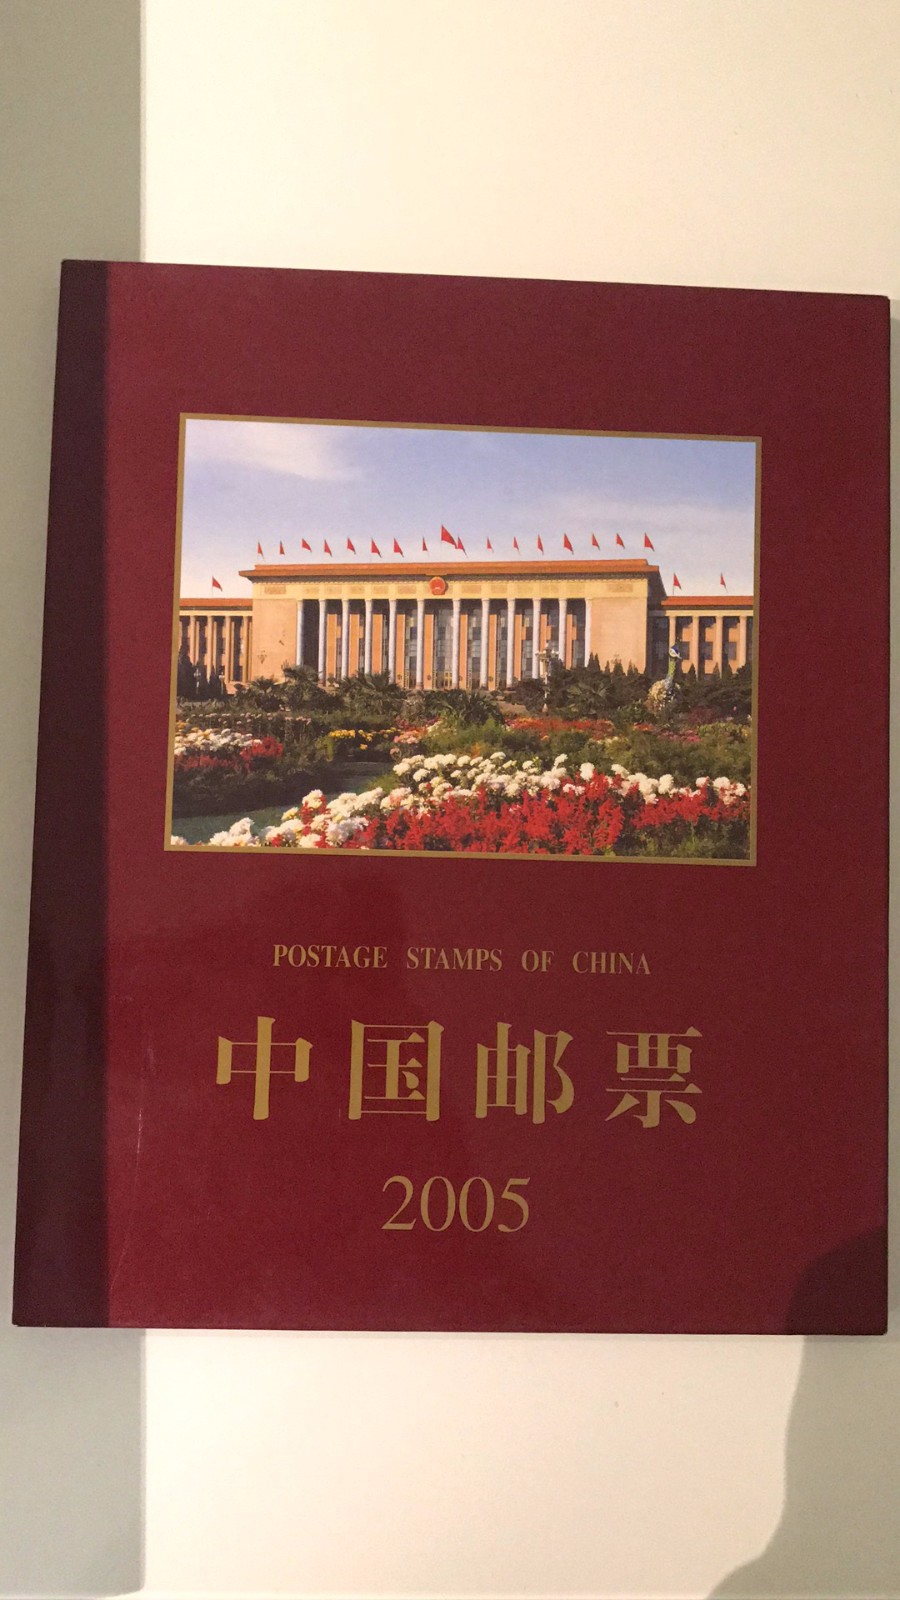 POSTAGE STAMPS OF CHINA
中国邮票
2005